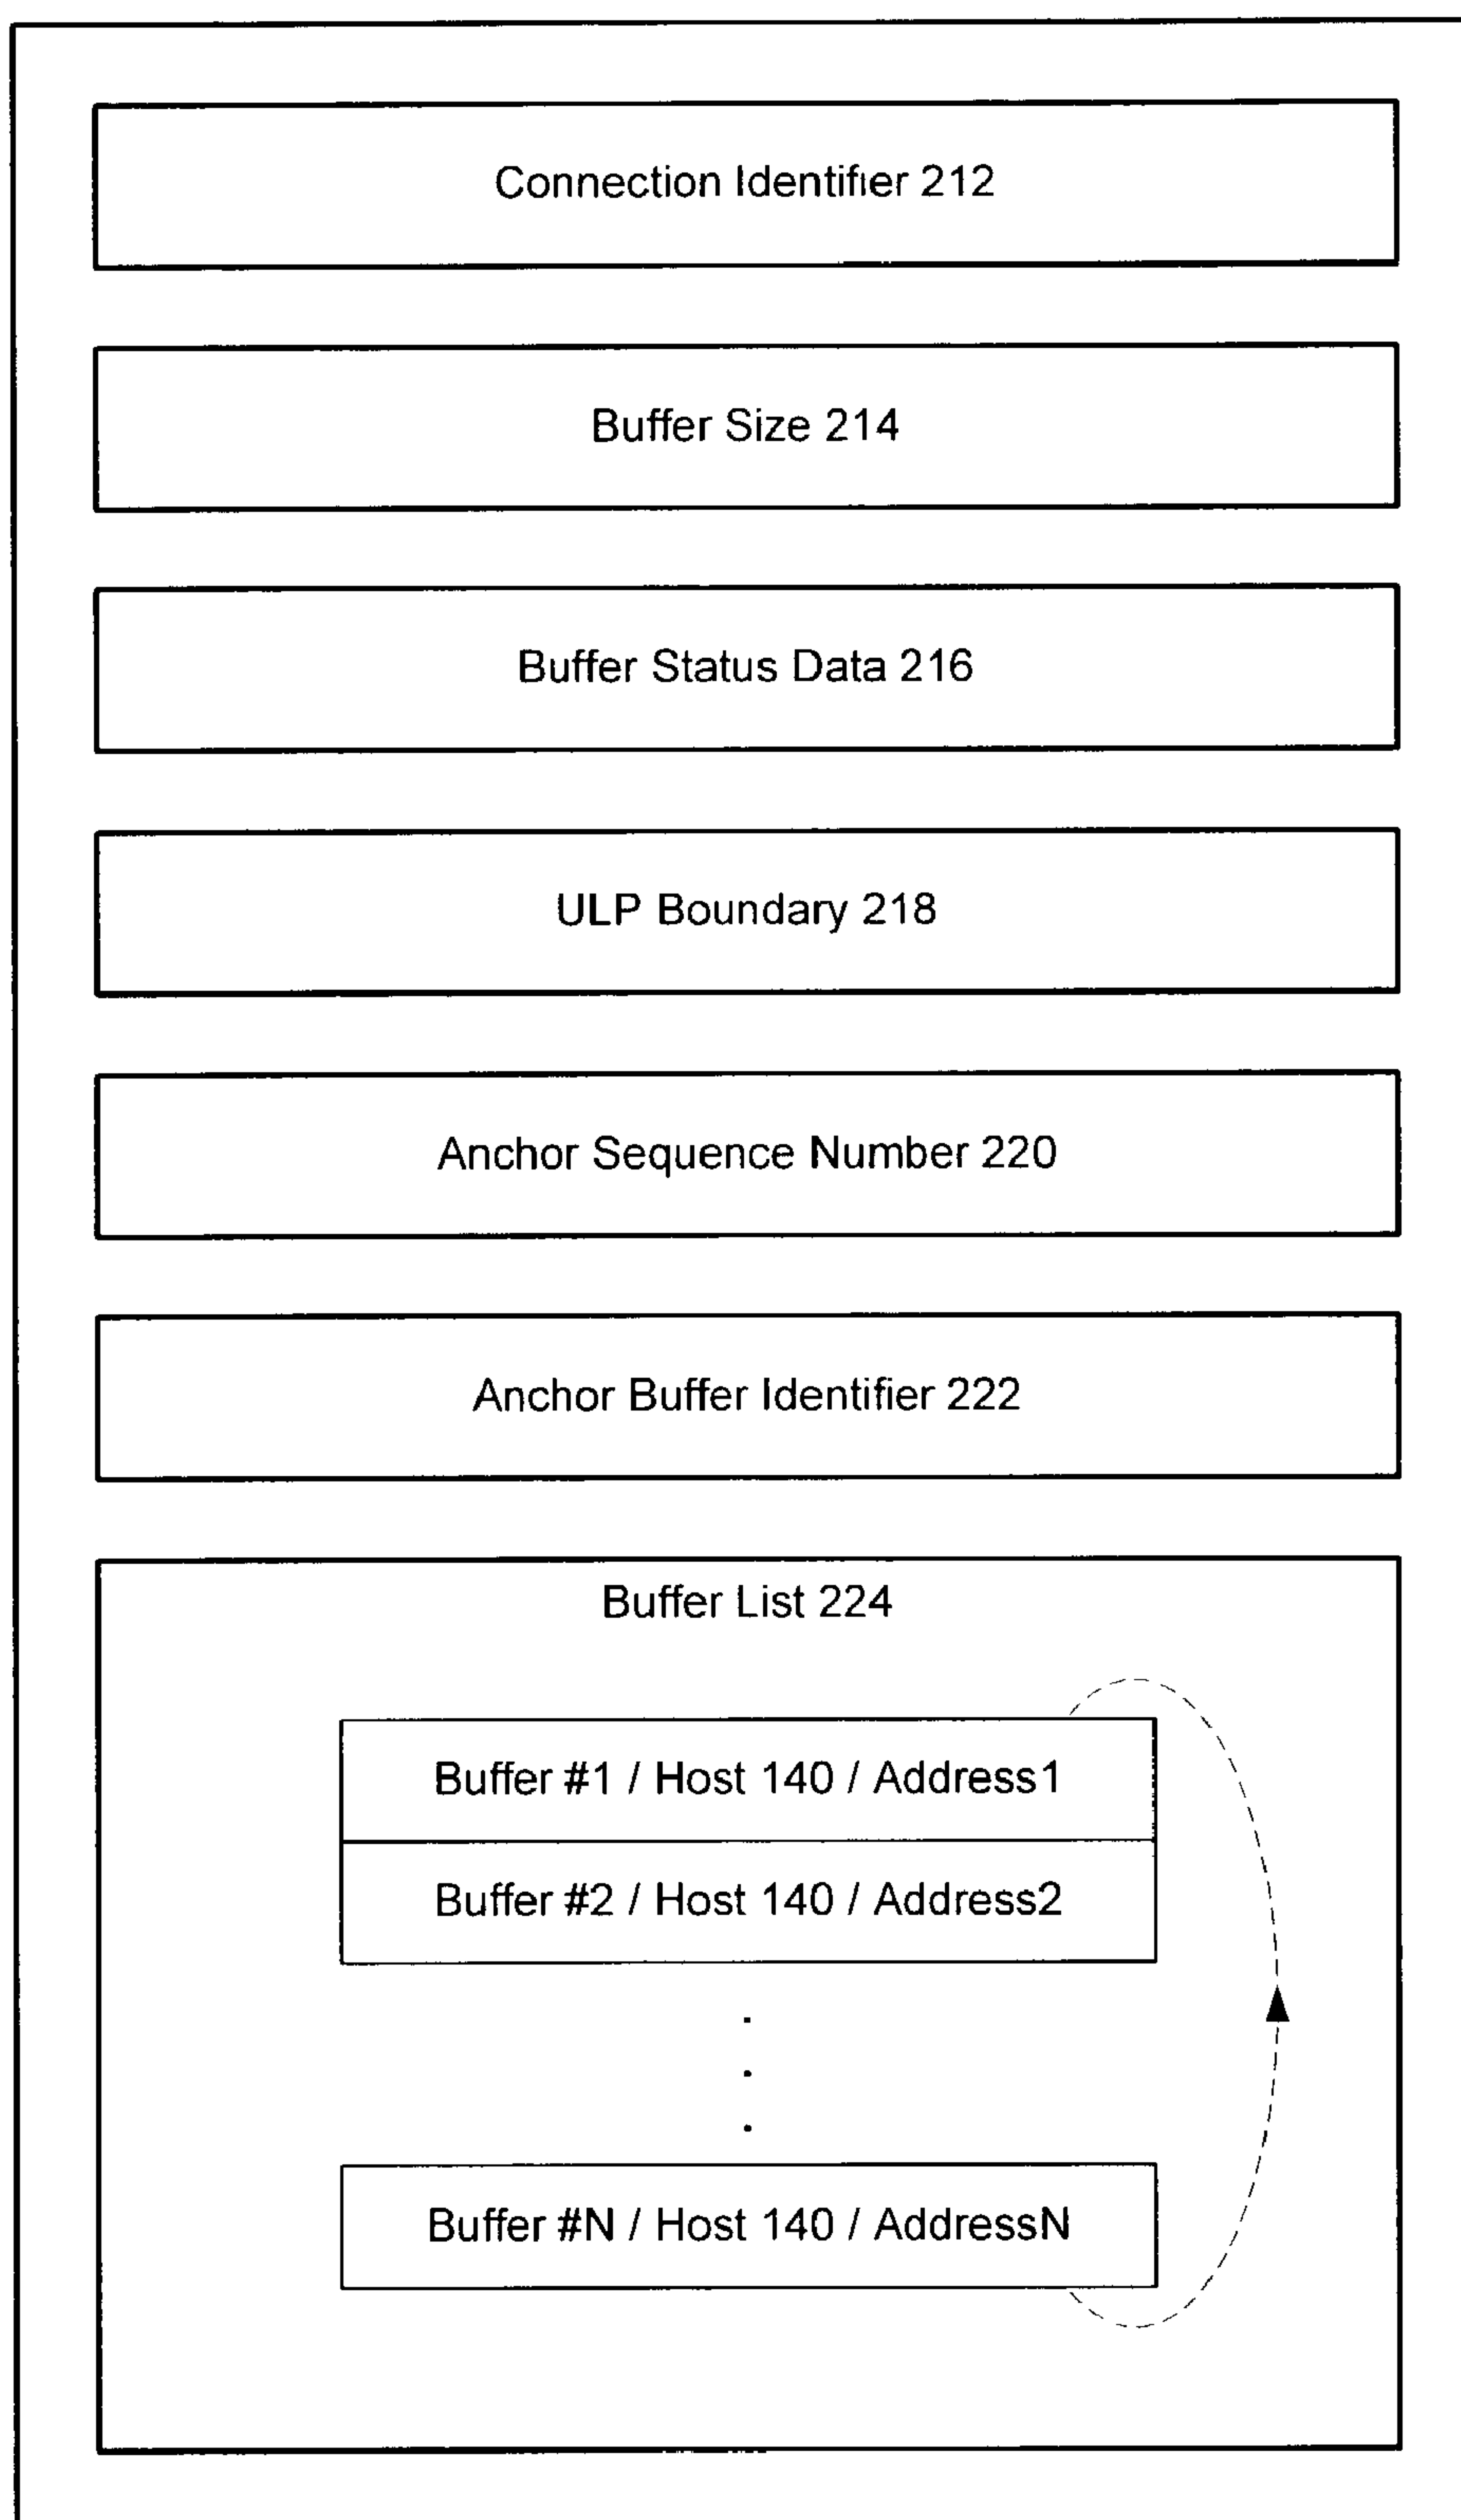 Connection Identifier 212
Buffer Size 214
Buffer Status Data 216
ULP Boundary 218
Anchor Sequence Number 220
Anchor Buffer Identifier 222
Buffer List 224
Buffer #1 / Host 140 / Address1
Buffer #2 / Host 140 / Address2
Buffer #N / Host 140 / AddressN